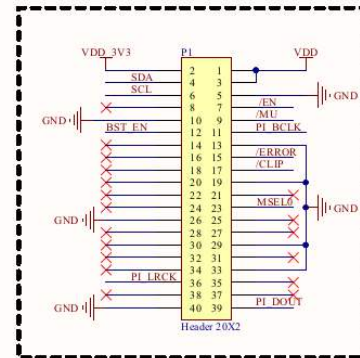 VDD_3V3 P1 VDD
2 1
SDA 4 3
SCL 6 5 GND
8 7 /EN
GND 10 9 /MU
BST_EN 12 11 PI_BCLK
14 13
16 15 /ERROR
18 17 /CLIP
20 19
22 21
24 23 MSEL0 GND
GND 26 25
28 27
30 29
32 31
34 33
PI_LRCK 36 35
38 37
GND 40 39 PI_DOUT
Header 20X2